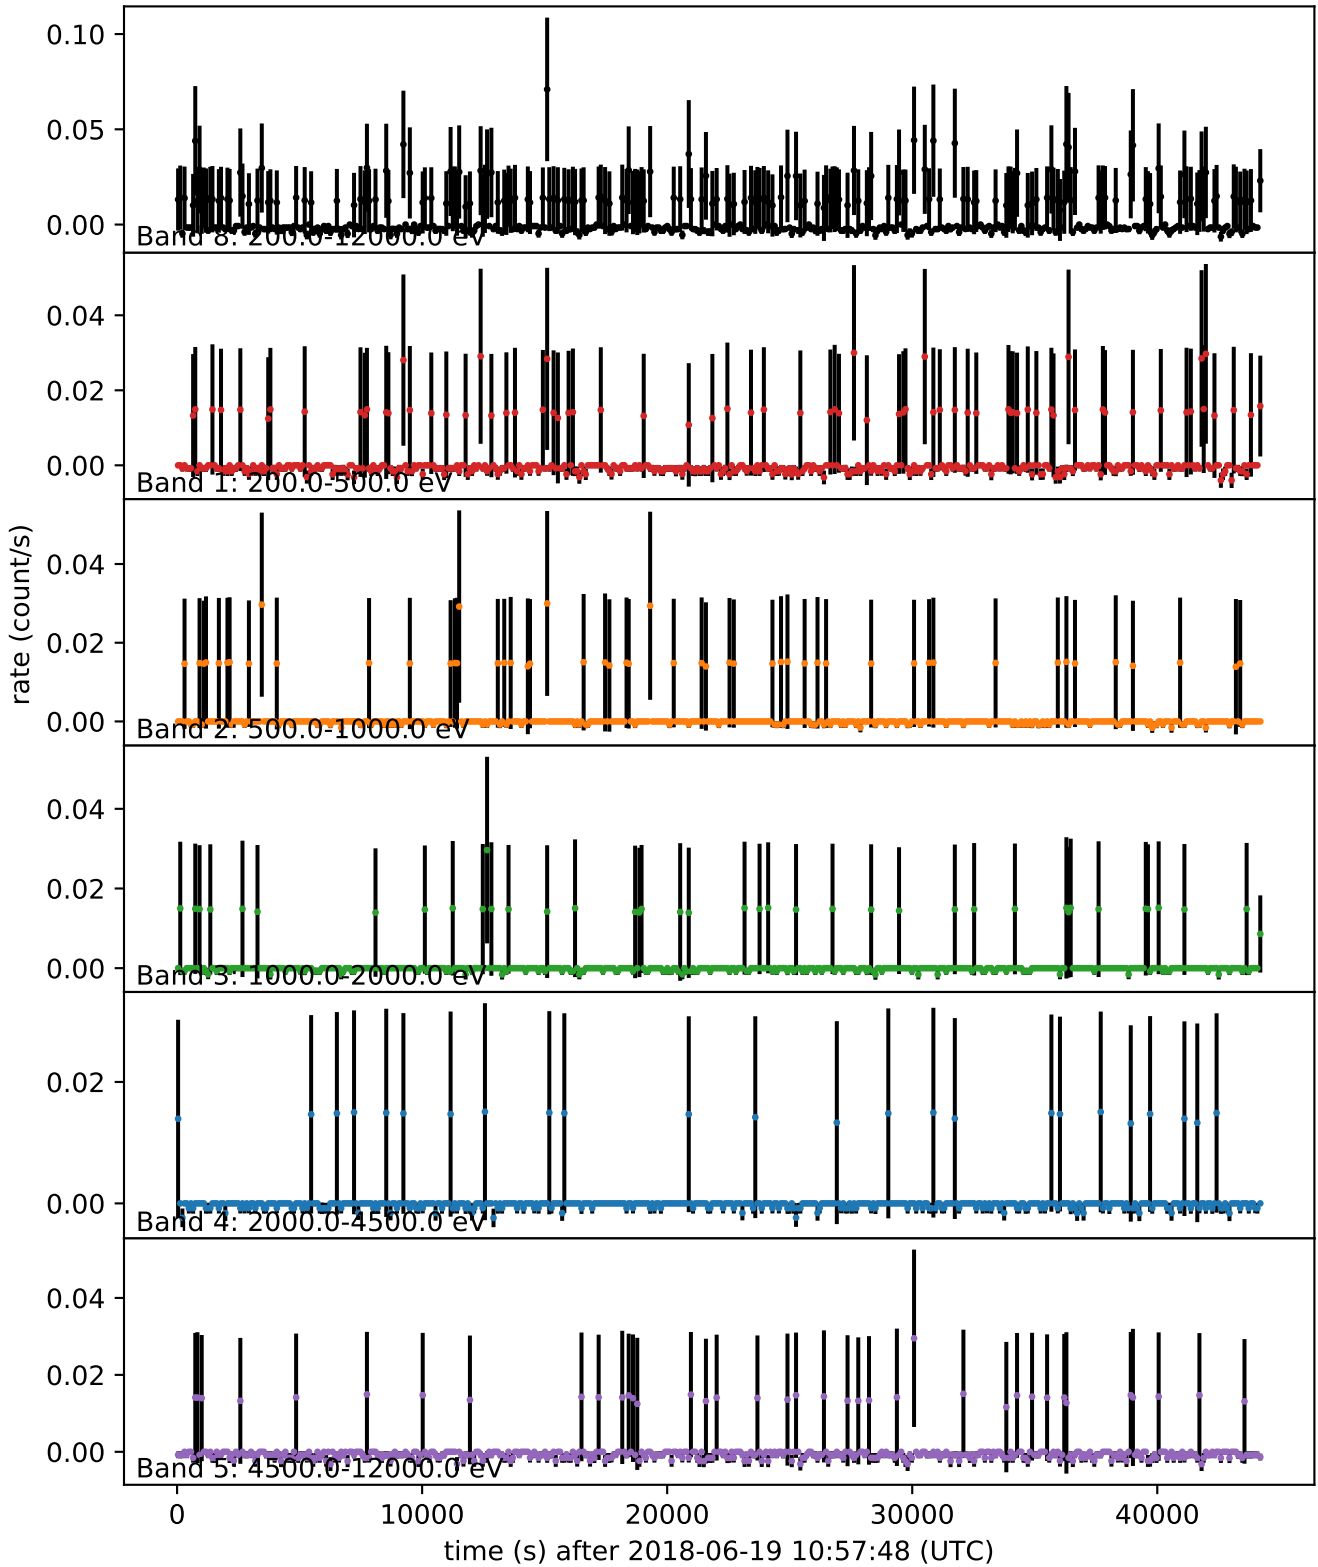 0.10
0.05
0.00
Band 8: 200.0-12000.0 eV
0.04
0.02
0.00
Band 1: 200.0-500.0 eV
0.04
0.02
0.00
Band 2: 500.0-1000.0 eV
rate (count/s)
0.04
0.02
0.00
Band 3: 1000.0-2000.0 eV
0.02
0.00
Band 4: 2000.0-4500.0 eV
0.04
0.02
0.00
Band 5: 4500.0-12000.0 eV
0 10000 20000 30000 40000
time (s) after 2018-06-19 10:57:48 (UTC)